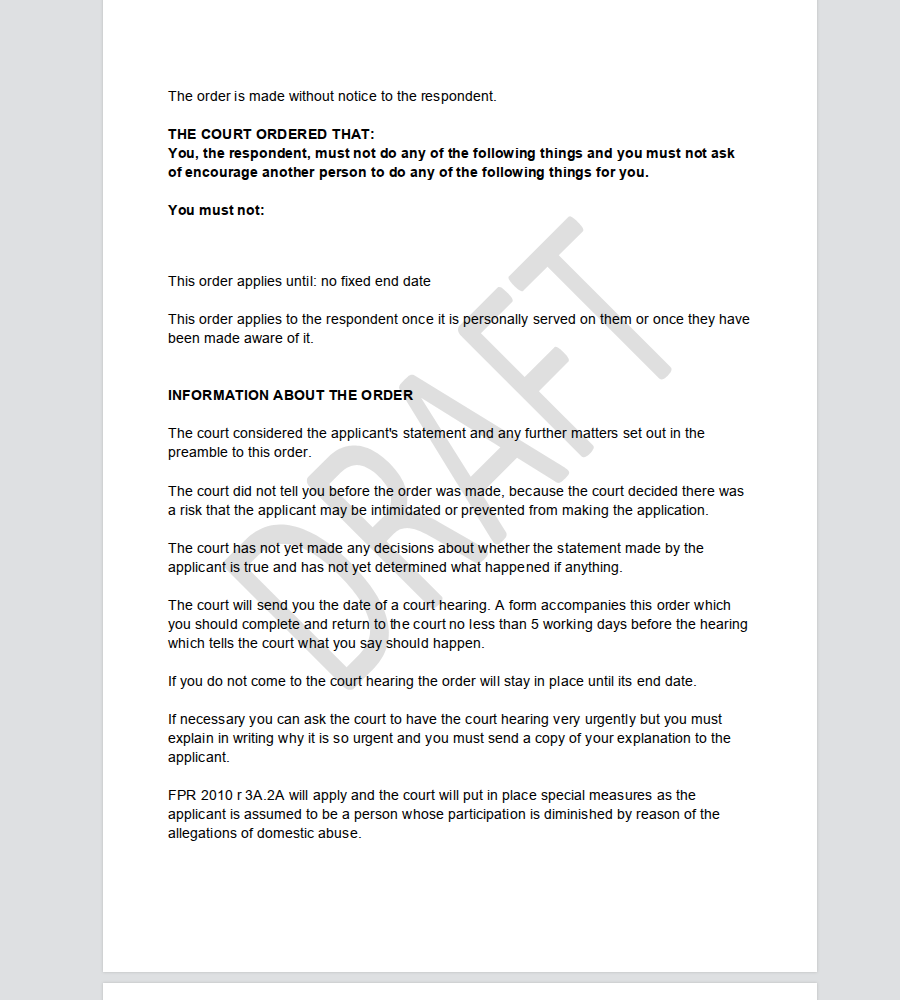 The order is made without notice to the respondent.
THE COURT ORDERED THAT:
You, the respondent, must not do any of the following things and you must not ask
of encourage another person to do any of the following things for you.
You must not:
This order applies until: no fixed end date
This order applies to the respondent once it is personally served on them or once they have
been made aware of it.
INFORMATION ABOUT THE ORDER
The court considered the applicant's statement and any further matters set out in the
preamble to this order.
The court did not tell you before the order was made, because the court decided there was
a risk that the applicant may be intimidated or prevented from making the application.
The court has not yet made any decisions about whether the statement made by the
applicant is true and has not yet determined what happened if anything.
The court will send you the date of a court hearing. A form accompanies this order which
you should complete and return to the court no less than 5 working days before the hearing
which tells the court what you say should happen.
If you do not come to the court hearing the order will stay in place until its end date.
If necessary you can ask the court to have the court hearing very urgently but you must
explain in writing why it is so urgent and you must send a copy of your explanation to the
applicant.
FPR 2010 r 3A.2A will apply and the court will put in place special measures as the
applicant is assumed to be a person whose participation is diminished by reason of the
allegations of domestic abuse.
DRAFT